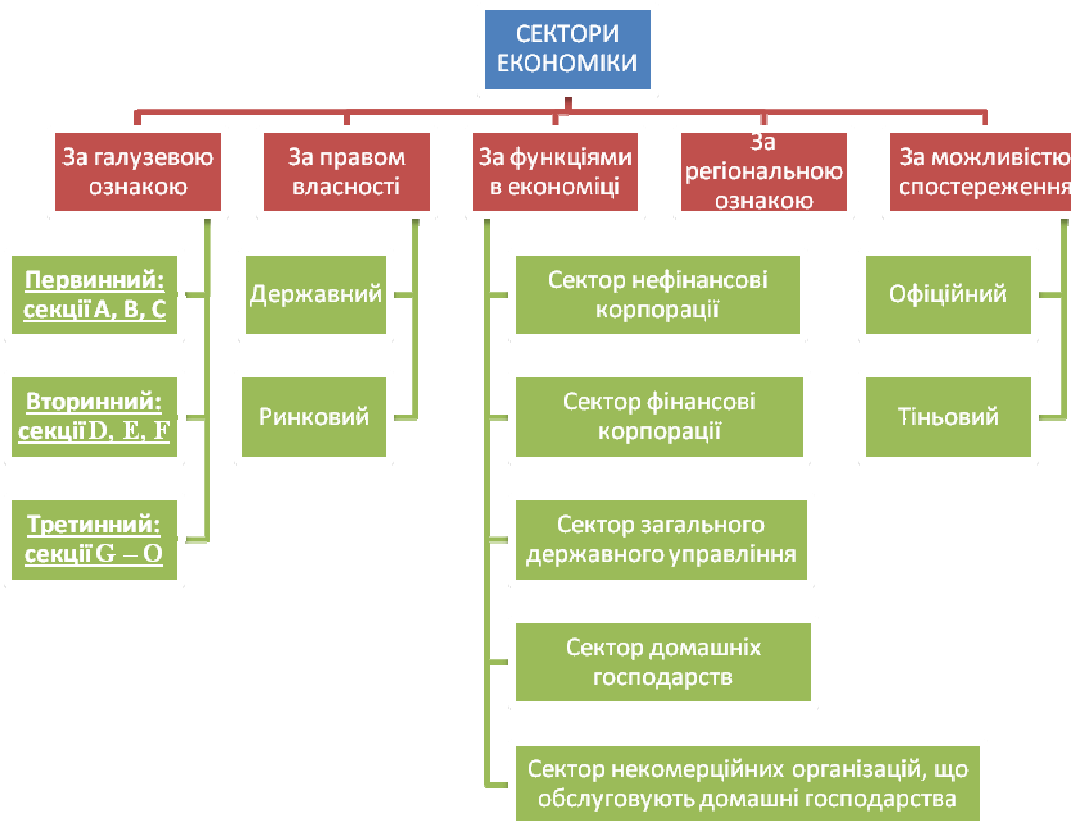 СЕКТОРИ
ЕКОНОМІКИ
За галузевою
ознакою
За правом
власності
За функціями
в економіці
За
регіональною
ознакою
За можливістю
спостереження
Первинний:
секції A, B, C
Вторинний:
секції D, E, F
Третинний:
секції G – O
Державний
Ринковий
Сектор нефінансові
корпорації
Сектор фінансові
корпорації
Сектор загального
державного управління
Сектор домашніх
господарств
Сектор некомерційних організацій, що
обслуговують домашні господарства
Офіційний
Тіньовий